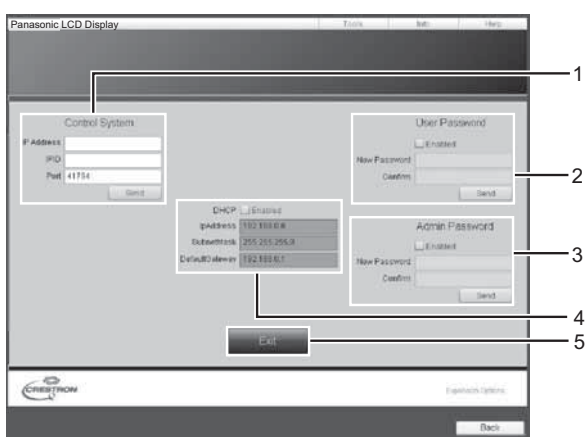 Panasonic LCD Display
Tools
Info
Help
1
Control System
IP Address
IPID
Port 41794
Send
User Password
Enabled
New Password
Confirm
Send
2
DHCP Enabled
IpAddress 192.168.0.8
SubnetMask 255.255.255.0
DefaultGateway 192.168.0.1
Admin Password
Enabled
New Password
Confirm
Send
3
4
Exit
5
CRESTRON
Expansion Options
Back